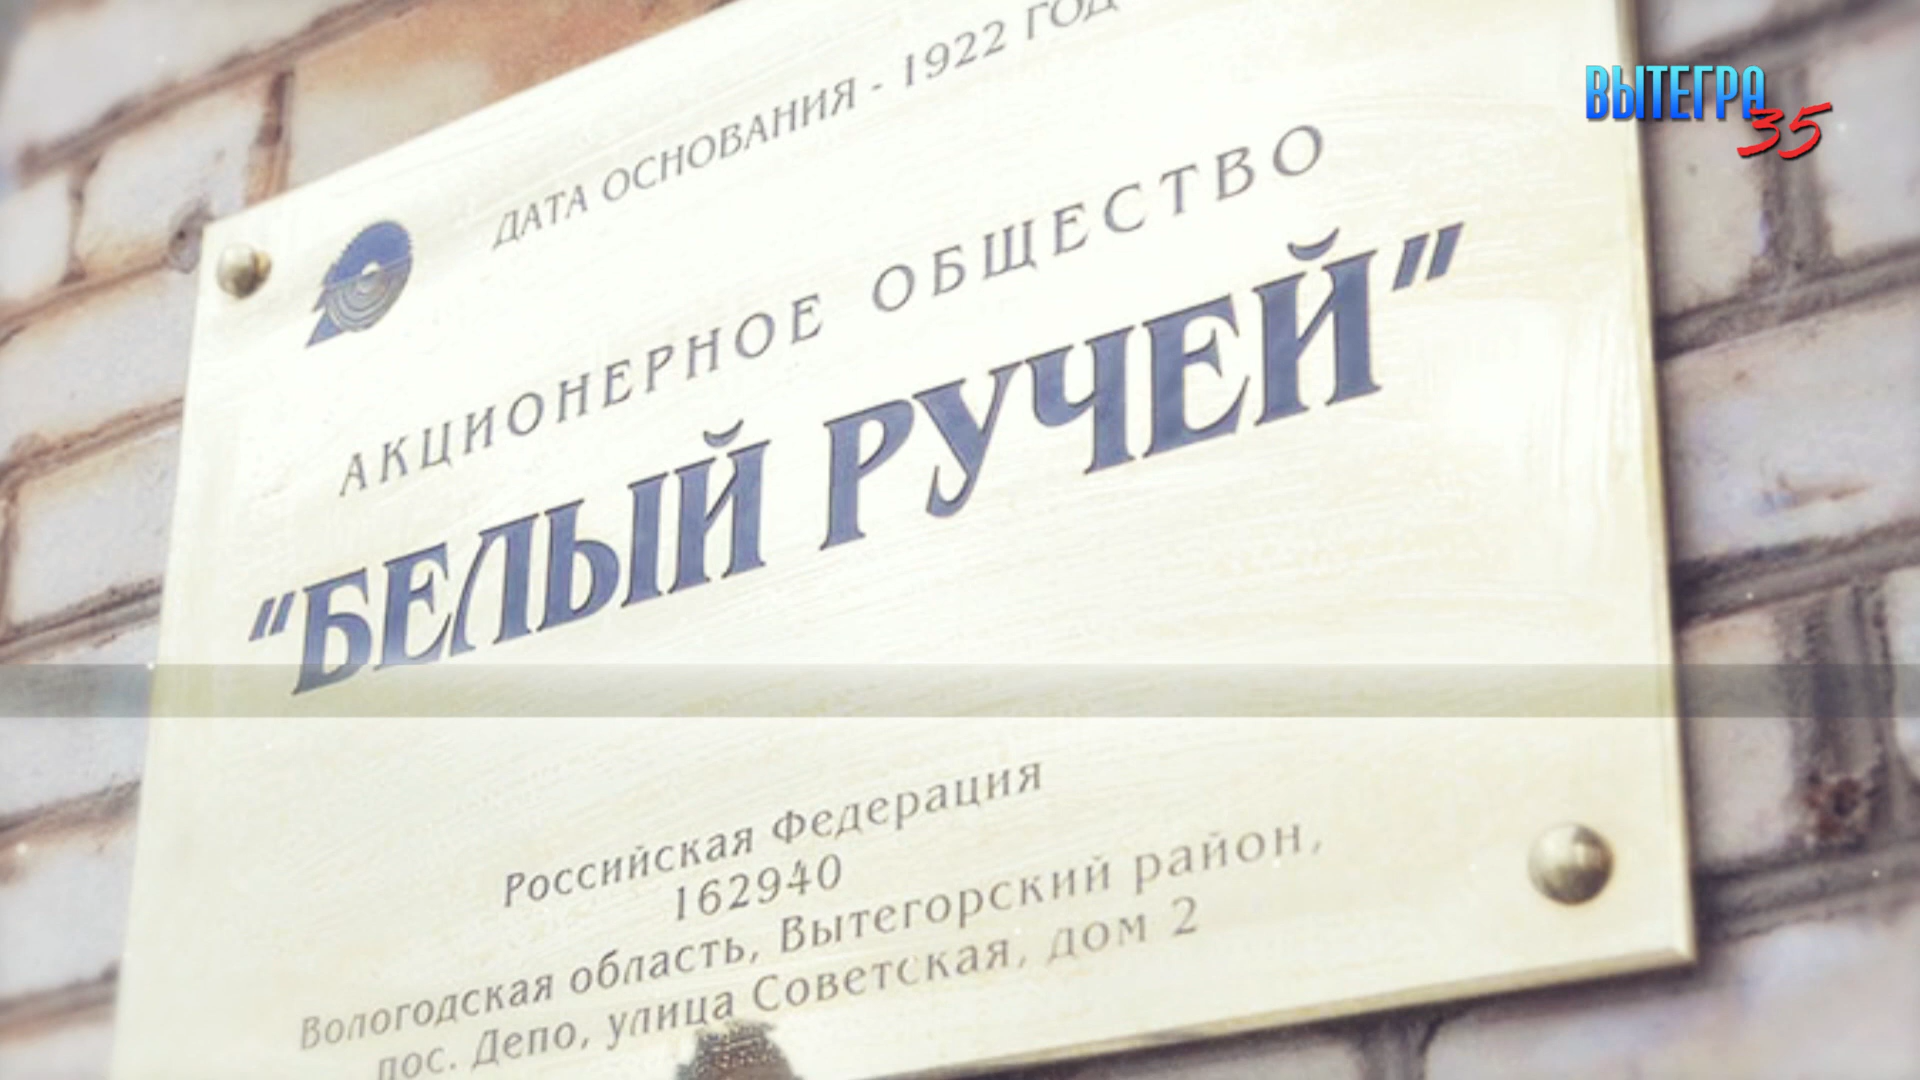 ДАТА ОСНОВАНИЯ - 1922 ГОД
ВЫТЕГРА
35
АКЦИОНЕРНОЕ ОБЩЕСТВО
"БЕЛЫЙ РУЧЕЙ"
Российская Федерация
162940
Вологодская область, Вытегорский район,
пос. Депо, улица Советская, дом 2